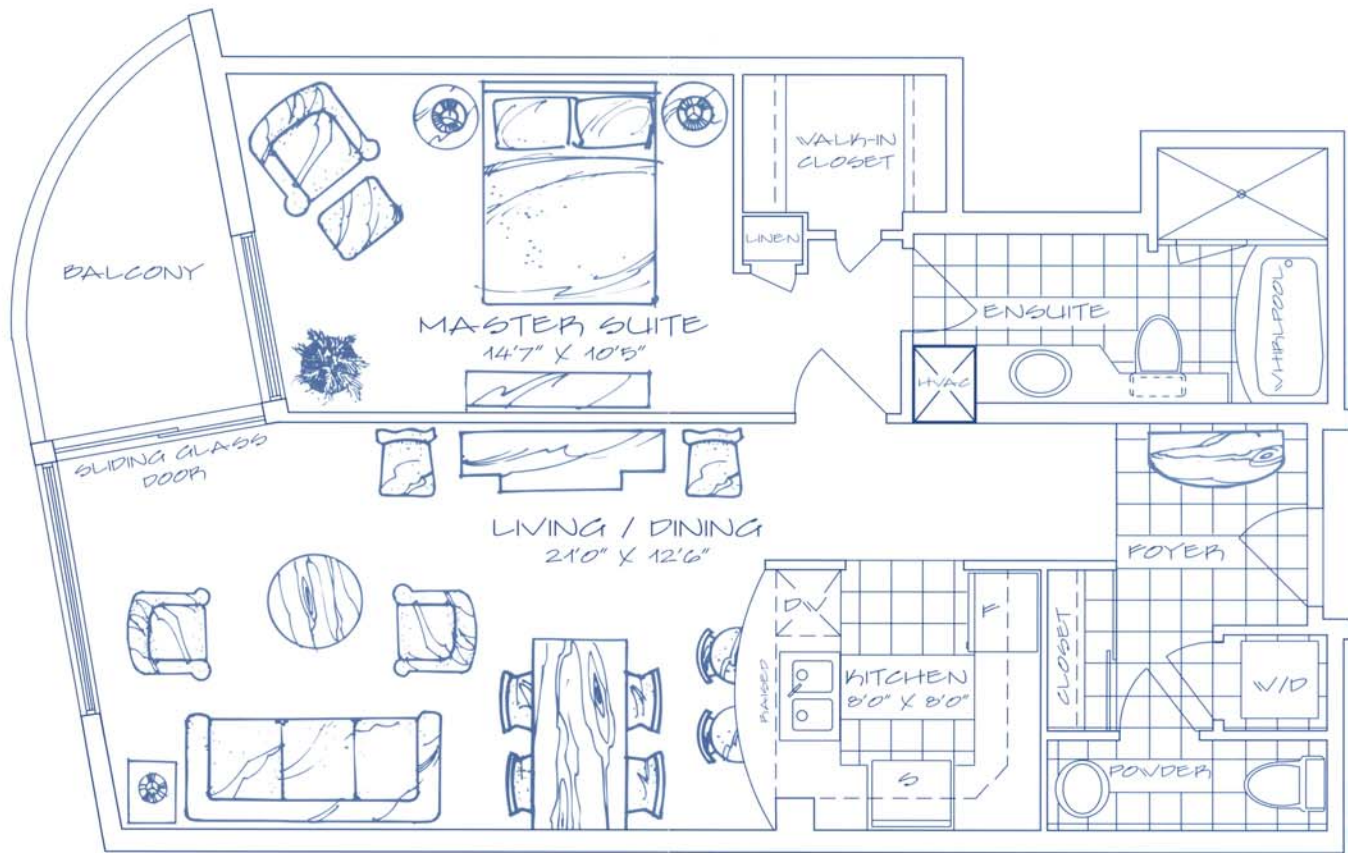 WALK-IN
CLOSET
LINEN
BALCONY
MASTER SUITE
14'7" X 10'5"
ENSUITE
WHIRLPOOL
HVAC
SLIDING GLASS
DOOR
LIVING / DINING
21'0" X 12'6"
FOYER
DW
F
RAISED
KITCHEN
8'0" X 8'0"
CLOSET
W/D
S
POWDER